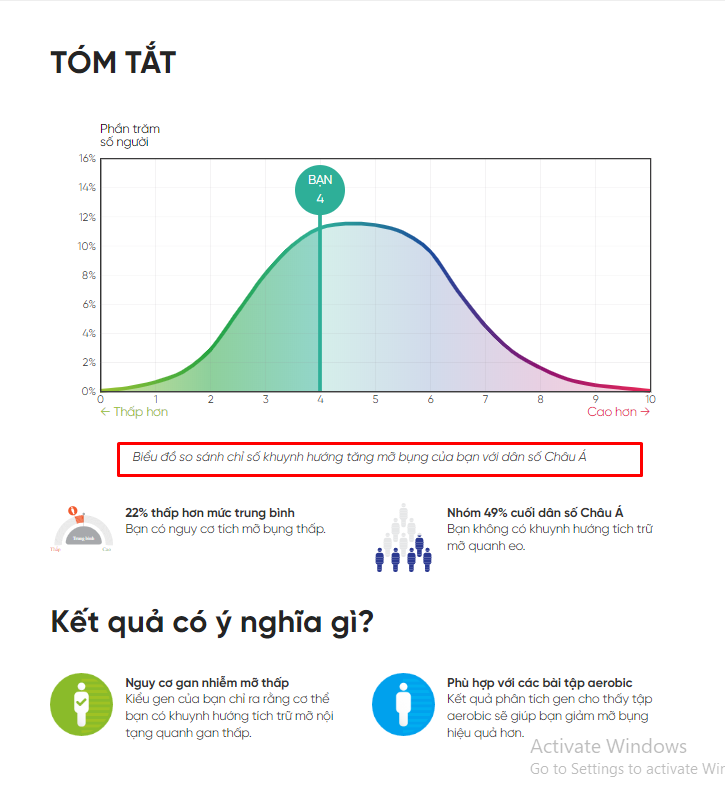 TÓM TẮT
Phần trăm
số người
16%
14%
12%
10%
8%
6%
4%
2%
0%
BẠN
4
0 1 2 3 4 5 6 7 8 9 10
← Thấp hơn
Cao hơn →
Biểu đồ so sánh chỉ số khuynh hướng tăng mỡ bụng của bạn với dân số Châu Á
Thấp
Trung bình
Cao
22% thấp hơn mức trung bình
Bạn có nguy cơ tích mỡ bụng thấp.
Nhóm 49% cuối dân số Châu Á
Bạn không có khuynh hướng tích trữ
mỡ quanh eo.
Kết quả có ý nghĩa gì?
Nguy cơ gan nhiễm mỡ thấp
Kiểu gen của bạn chỉ ra rằng cơ thể
bạn có khuynh hướng tích trữ mỡ nội
tạng quanh gan thấp.
Phù hợp với các bài tập aerobic
Kết quả phân tích gen cho thấy tập
aerobic sẽ giúp bạn giảm mỡ bụng
hiệu quả hơn.
Activate Windows
Go to Settings to activate Win